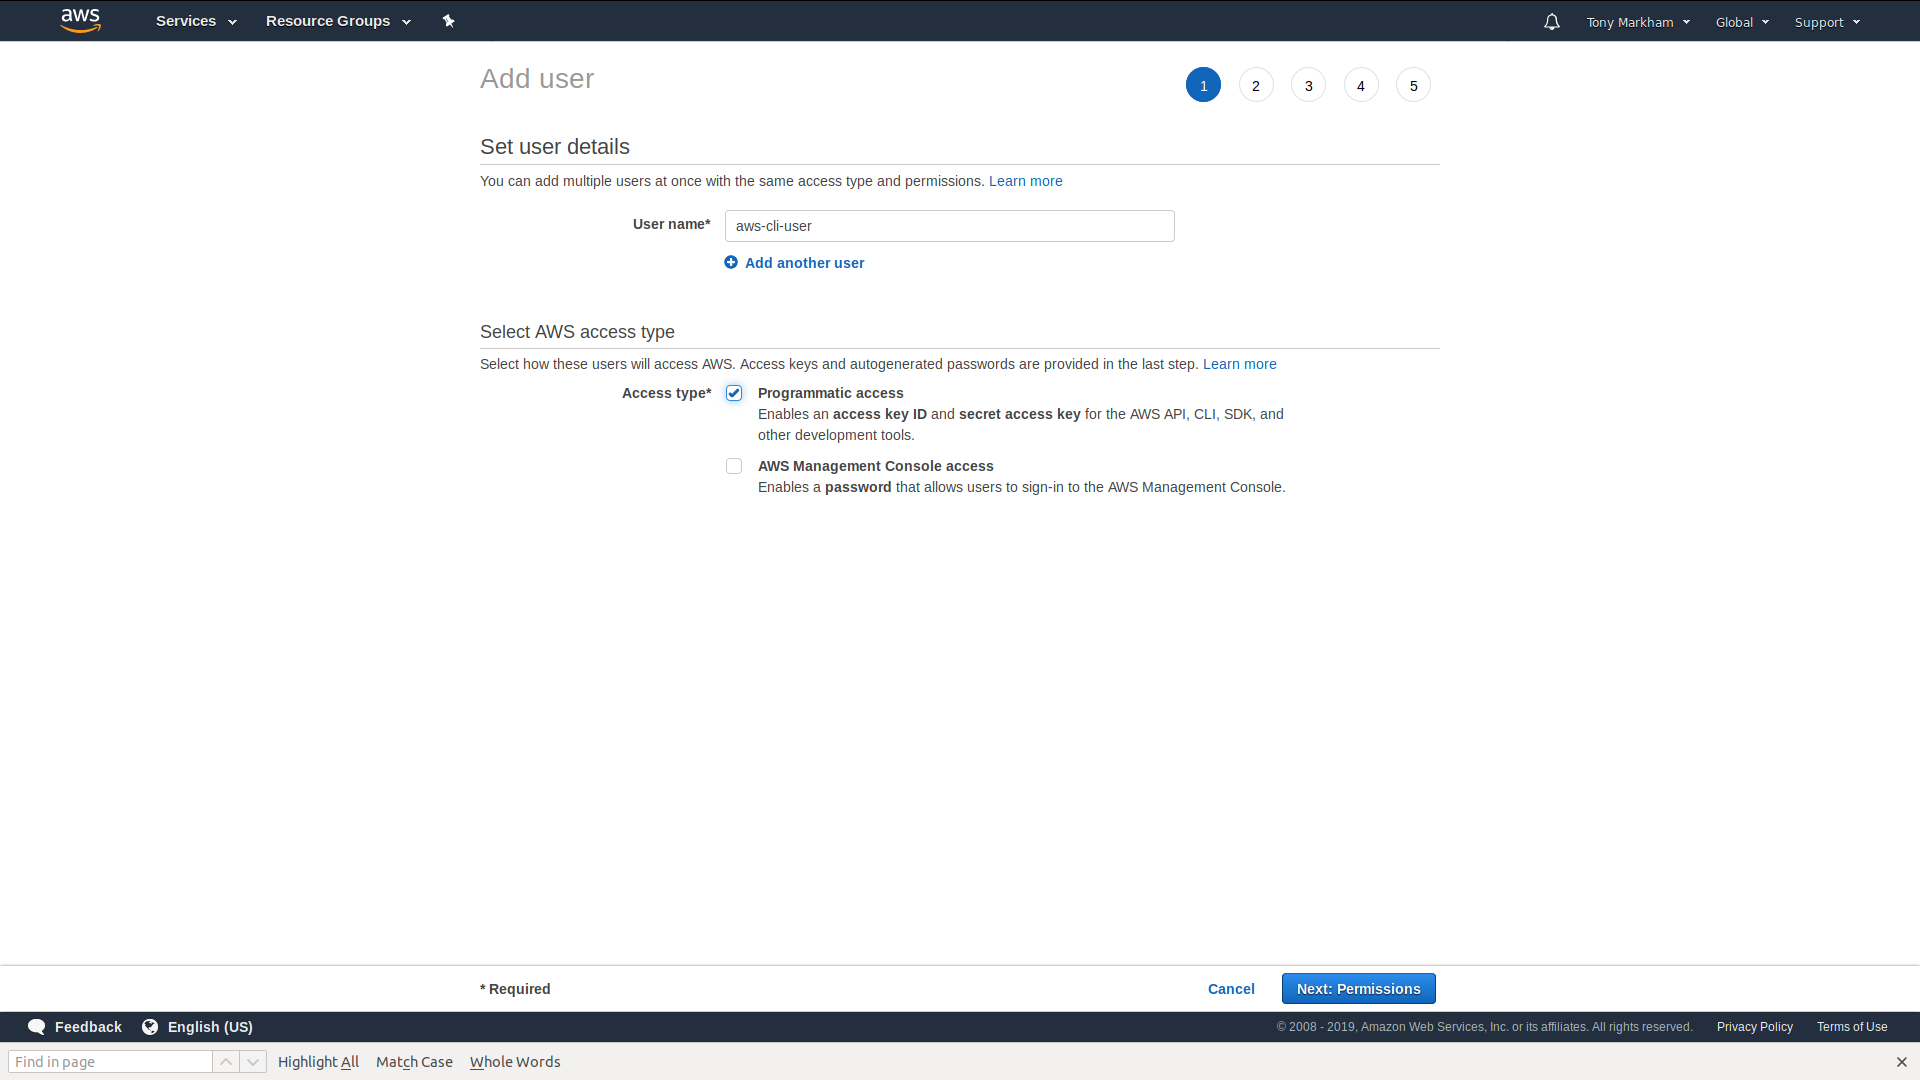 aws Services Resource Groups Tony Markham Global Support
Add user 1 2 3 4 5
Set user details
You can add multiple users at once with the same access type and permissions. Learn more
User name* aws-cli-user
Add another user
Select AWS access type
Select how these users will access AWS. Access keys and autogenerated passwords are provided in the last step. Learn more
Access type* Programmatic access
Enables an access key ID and secret access key for the AWS API, CLI, SDK, and
other development tools.
AWS Management Console access
Enables a password that allows users to sign-in to the AWS Management Console.
* Required Cancel Next: Permissions
Feedback English (US) © 2008 - 2019, Amazon Web Services, Inc. or its affiliates. All rights reserved. Privacy Policy Terms of Use
Find in page Highlight All Match Case Whole Words